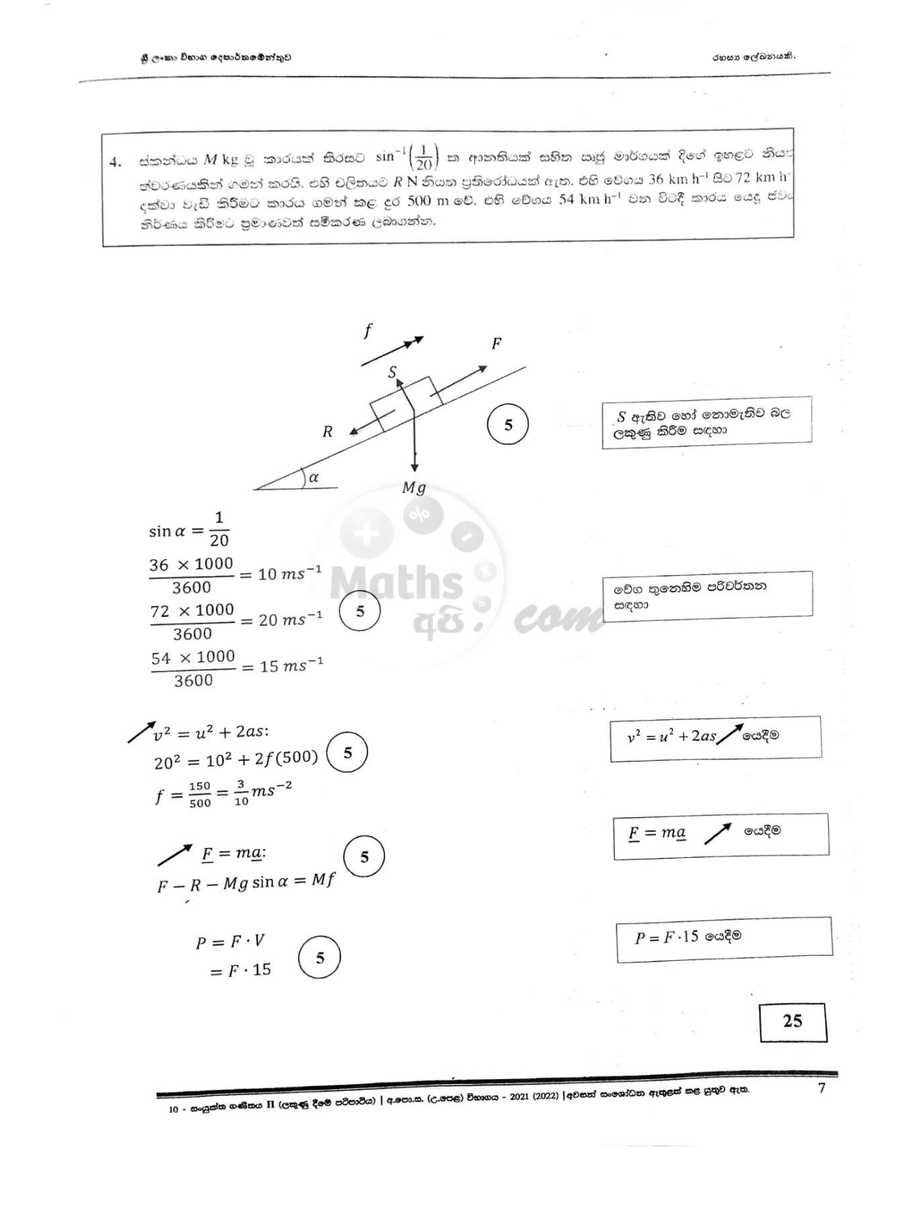 ශ්‍රී ලංකා විභාග දෙපාර්තමේන්තුව
රහස්‍ය ලේඛනයකි.
4. ස්කන්ධය M kg වූ කාරයක් තිරසට sin⁻¹(1/20) ක ආනතියක් සහිත ඍජු මාර්ගයක් දිගේ ඉහළට නියත
ත්වරණයකින් ගමන් කරයි. එහි චලිතයට R N නියත ප්‍රතිරෝධයක් ඇත. එහි වේගය 36 km h⁻¹ සිට 72 km h⁻
දක්වා වැඩි කිරීමට කාරය ගමන් කළ දුර 500 m වේ. එහි වේගය 54 km h⁻¹ වන විටදී කාරය යෙදූ ජවය
නිර්ණය කිරීමට ප්‍රමාණවත් සමීකරණ ලබාගන්න.
f
F
S
R
5
α
Mg
S ඇතිව හෝ නොමැතිව බල
ලකුණු කිරීම සඳහා
sin α = 1/20
(36 × 1000)/3600 = 10 ms⁻¹
(72 × 1000)/3600 = 20 ms⁻¹ 5
(54 × 1000)/3600 = 15 ms⁻¹
වේග තුනෙහිම පරිවර්තන
සඳහා
Maths
අපි . com
v² = u² + 2as:
20² = 10² + 2f(500) 5
f = 150/500 = 3/10 ms⁻²
v² = u² + 2as යෙදීම
F = ma: 5
F − R − Mg sin α = Mf
F = ma යෙදීම
P = F · V
= F · 15 5
P = F·15 යෙදීම
25
7
10 - සංයුක්ත ගණිතය II (ලකුණු දීමේ පටිපාටිය) | අ.පො.ස. (උ.පෙළ) විභාගය - 2021 (2022) |අවසන් සංශෝධන ඇතුළත් කළ යුතුව ඇත.